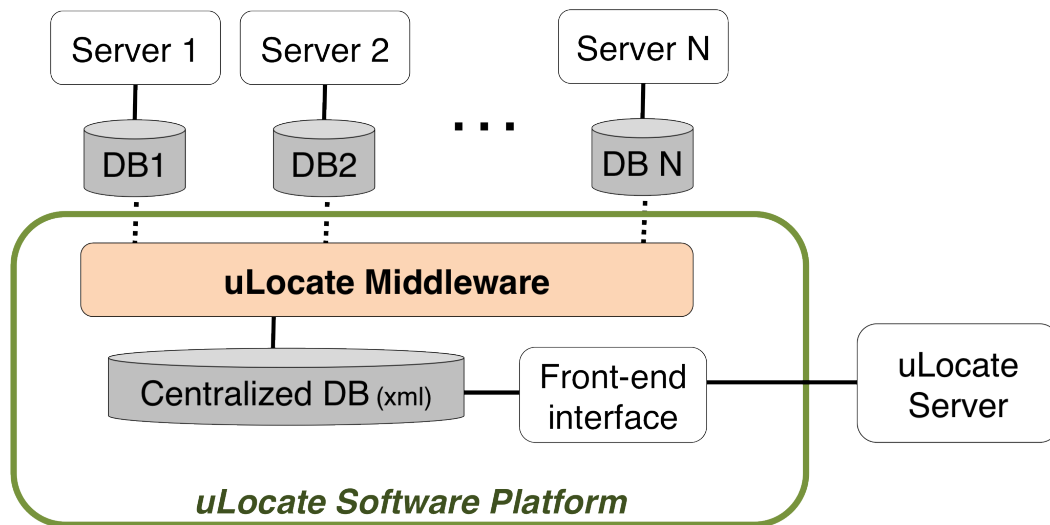 Server 1
Server 2
Server N
DB1
DB2
...
DB N
uLocate Middleware
Centralized DB (xml)
Front-end
interface
uLocate
Server
uLocate Software Platform